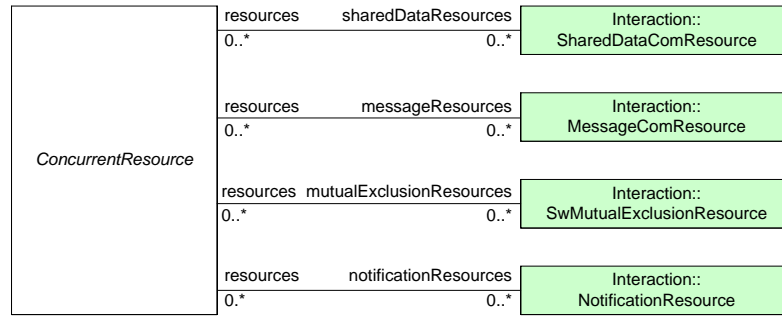 resources sharedDataResources
0..* 0..*
Interaction::
SharedDataComResource
resources messageResources
0..* 0..*
Interaction::
MessageComResource
ConcurrentResource
resources mutualExclusionResources
0..* 0..*
Interaction::
SwMutualExclusionResource
resources notificationResources
0.* 0..*
Interaction::
NotificationResource